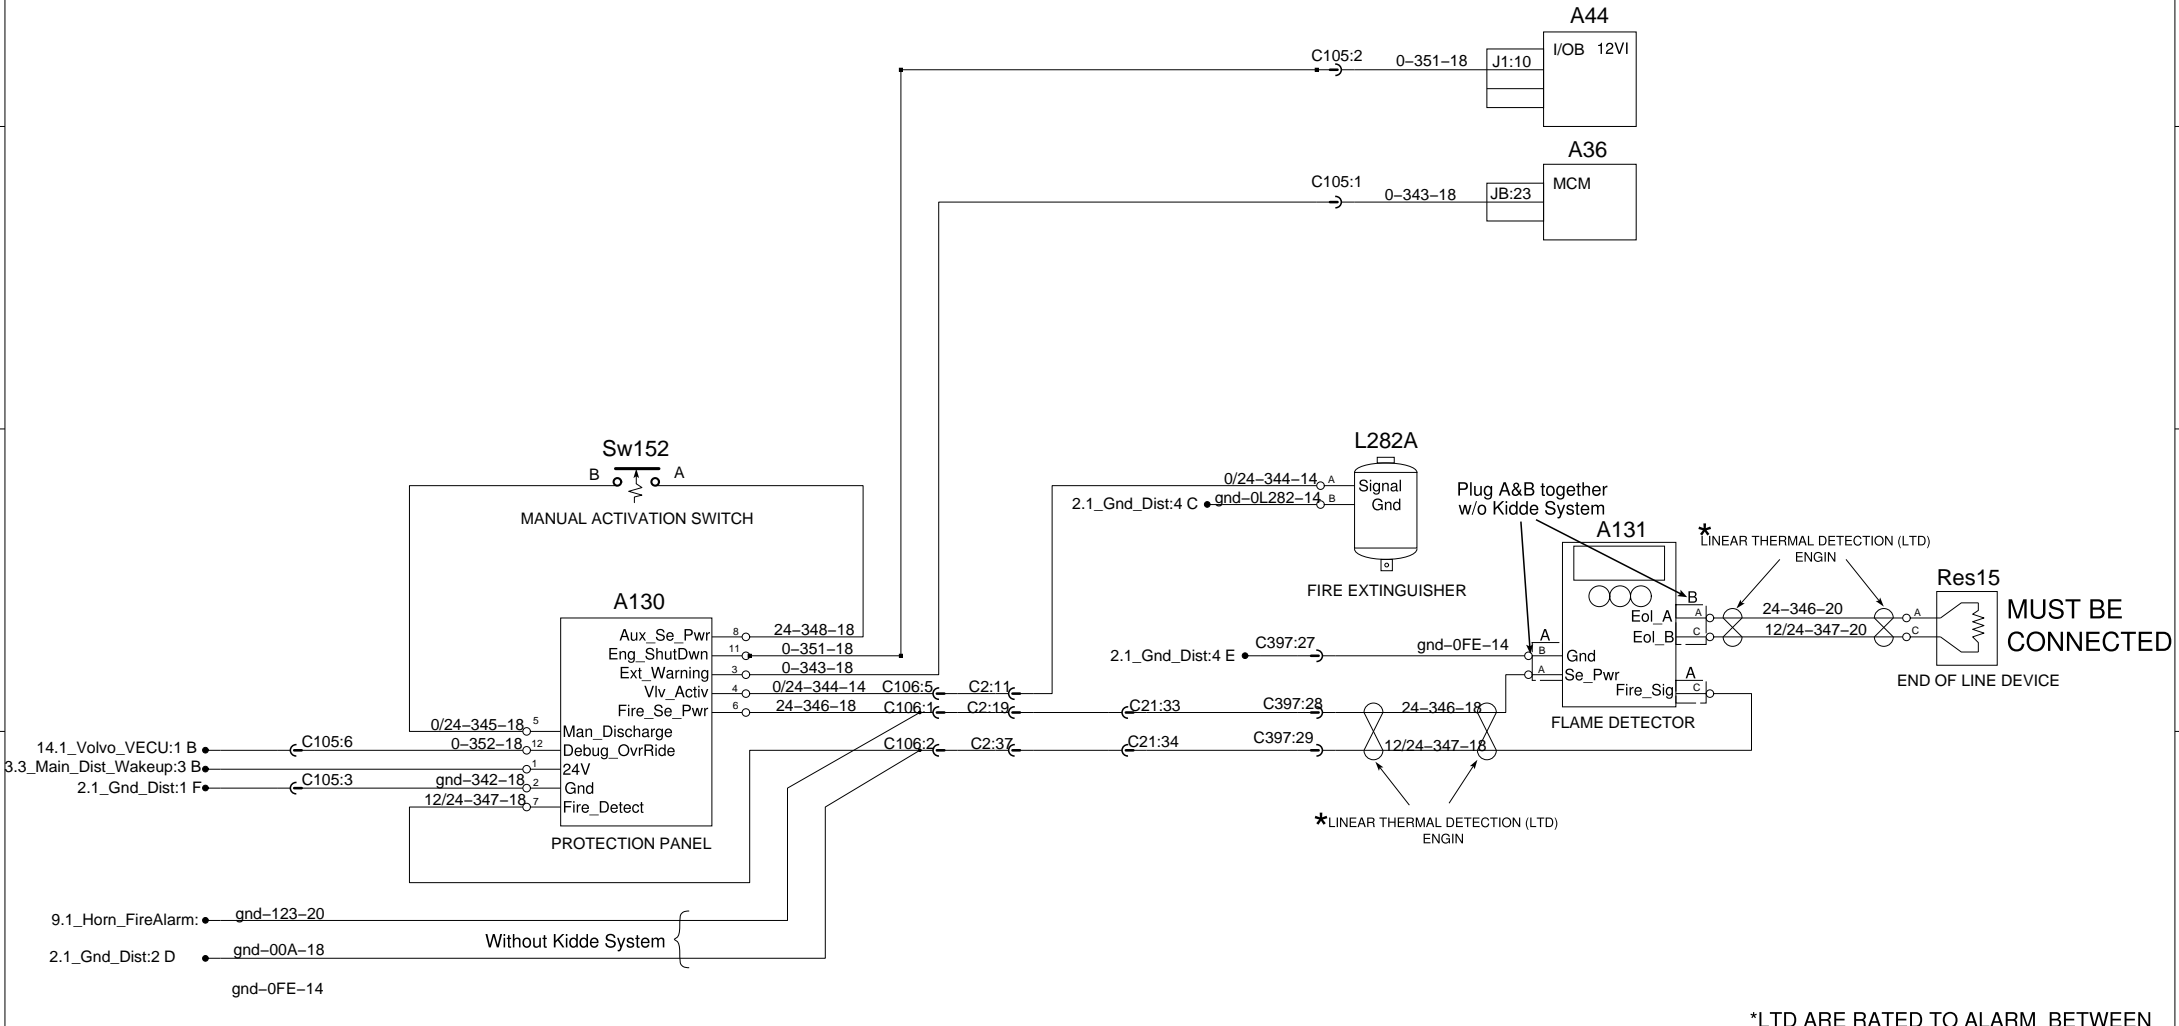 A44
I/OB 12VI
C105:2
0-351-18
J1:10
A36
MCM
C105:1
0-343-18
JB:23
Sw152
B
A
MANUAL ACTIVATION SWITCH
L282A
0/24-344-14
A
Signal
2.1_Gnd_Dist:4 C
gnd-0L282-14
B
Gnd
FIRE EXTINGUISHER
Plug A&B together
w/o Kidde System
A131
*
LINEAR THERMAL DETECTION (LTD)
ENGIN
Res15
MUST BE
CONNECTED
END OF LINE DEVICE
B
Eol_A
A
24-346-20
A
Eol_B
C
12/24-347-20
C
2.1_Gnd_Dist:4 E
C397:27
gnd-0FE-14
A
B
Gnd
A
Se_Pwr
A
Fire_Sig
C
FLAME DETECTOR
A130
Aux_Se_Pwr
8
24-348-18
Eng_ShutDwn
11
0-351-18
Ext_Warning
3
0-343-18
Vlv_Activ
4
0/24-344-14
C106:5
C2:11
Fire_Se_Pwr
6
24-346-18
C106:1
C2:19
C21:33
C397:28
24-346-18
C106:2
C2:37
C21:34
C397:29
12/24-347-18
0/24-345-18
5
Man_Discharge
14.1_Volvo_VECU:1 B
C105:6
0-352-18
12
Debug_OvrRide
3.3_Main_Dist_Wakeup:3 B
1
24V
2.1_Gnd_Dist:1 F
C105:3
gnd-342-18
2
Gnd
12/24-347-18
7
Fire_Detect
PROTECTION PANEL
*LINEAR THERMAL DETECTION (LTD)
ENGIN
9.1_Horn_FireAlarm:
gnd-123-20
Without Kidde System
2.1_Gnd_Dist:2 D
gnd-00A-18
gnd-0FE-14
*LTD ARE RATED TO ALARM BETWEEN